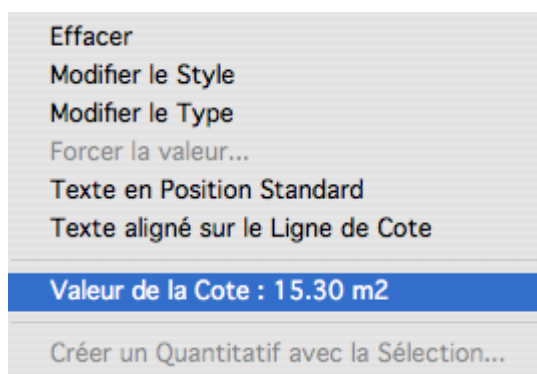 Effacer
Modifier le Style
Modifier le Type
Forcer la valeur...
Texte en Position Standard
Texte aligné sur le Ligne de Cote
Valeur de la Cote : 15.30 m2
Créer un Quantitatif avec la Sélection...